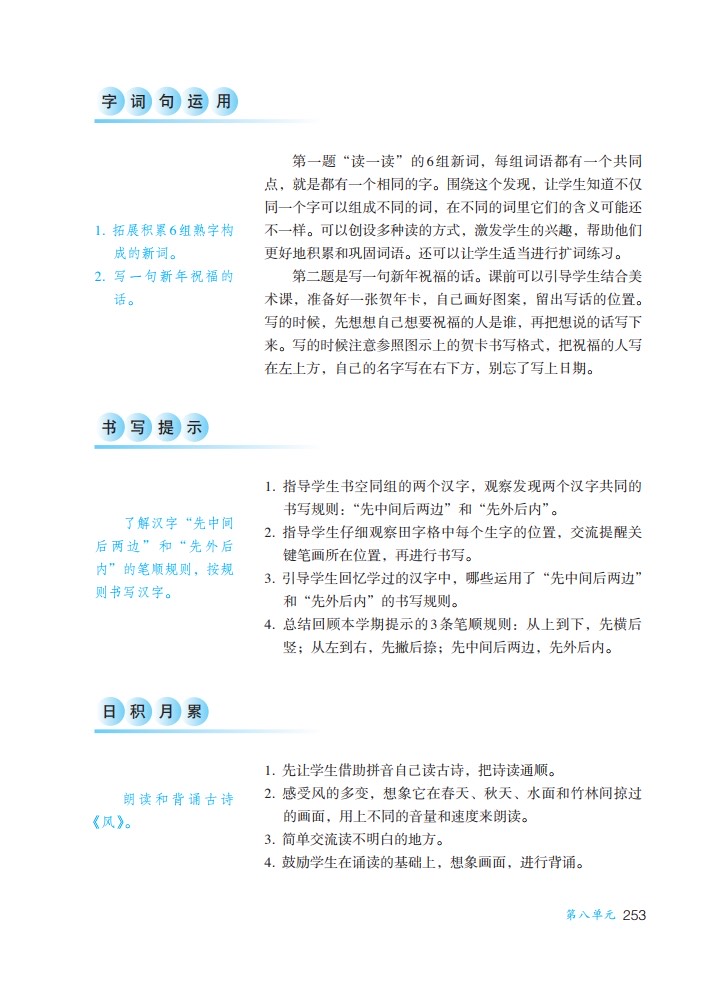 字词句运用
1. 拓展积累6组熟字构
成的新词。
2. 写一句新年祝福的
话。
第一题“读一读”的6组新词，每组词语都有一个共同
点，就是都有一个相同的字。围绕这个发现，让学生知道不仅
同一个字可以组成不同的词，在不同的词里它们的含义可能还
不一样。可以创设多种读的方式，激发学生的兴趣，帮助他们
更好地积累和巩固词语。还可以让学生适当进行扩词练习。
第二题是写一句新年祝福的话。课前可以引导学生结合美
术课，准备好一张贺年卡，自己画好图案，留出写话的位置。
写的时候，先想想自己想要祝福的人是谁，再把想说的话写下
来。写的时候注意参照图示上的贺卡书写格式，把祝福的人写
在左上方，自己的名字写在右下方，别忘了写上日期。
书写提示
了解汉字“先中间
后两边”和“先外后
内”的笔顺规则，按规
则书写汉字。
1. 指导学生书空同组的两个汉字，观察发现两个汉字共同的
书写规则：“先中间后两边”和“先外后内”。
2. 指导学生仔细观察田字格中每个生字的位置，交流提醒关
键笔画所在位置，再进行书写。
3. 引导学生回忆学过的汉字中，哪些运用了“先中间后两边”
和“先外后内”的书写规则。
4. 总结回顾本学期提示的3条笔顺规则：从上到下，先横后
竖；从左到右，先撇后捺；先中间后两边，先外后内。
日积月累
朗读和背诵古诗
《风》。
1. 先让学生借助拼音自己读古诗，把诗读通顺。
2. 感受风的多变，想象它在春天、秋天、水面和竹林间掠过
的画面，用上不同的音量和速度来朗读。
3. 简单交流读不明白的地方。
4. 鼓励学生在诵读的基础上，想象画面，进行背诵。
第八单元 253